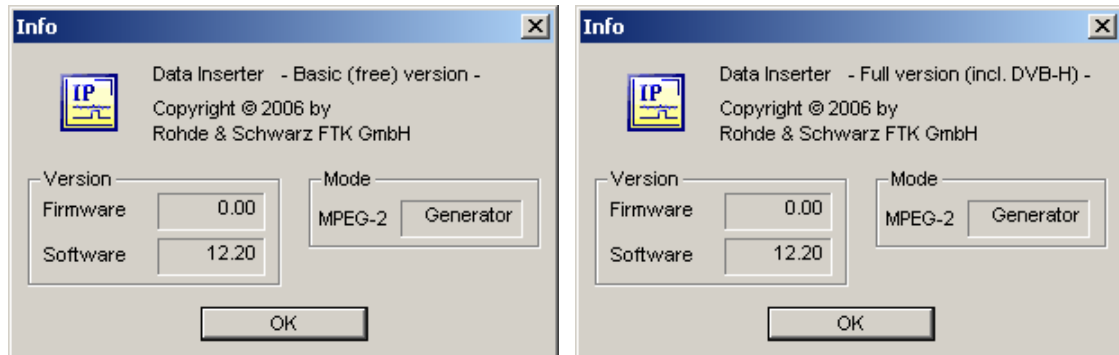 Info
IP
Data Inserter - Basic (free) version -
Copyright © 2006 by
Rohde & Schwarz FTK GmbH
Version
Firmware 0.00
Software 12.20
Mode
MPEG-2 Generator
OK
Info
IP
Data Inserter - Full version (incl. DVB-H) -
Copyright © 2006 by
Rohde & Schwarz FTK GmbH
Version
Firmware 0.00
Software 12.20
Mode
MPEG-2 Generator
OK